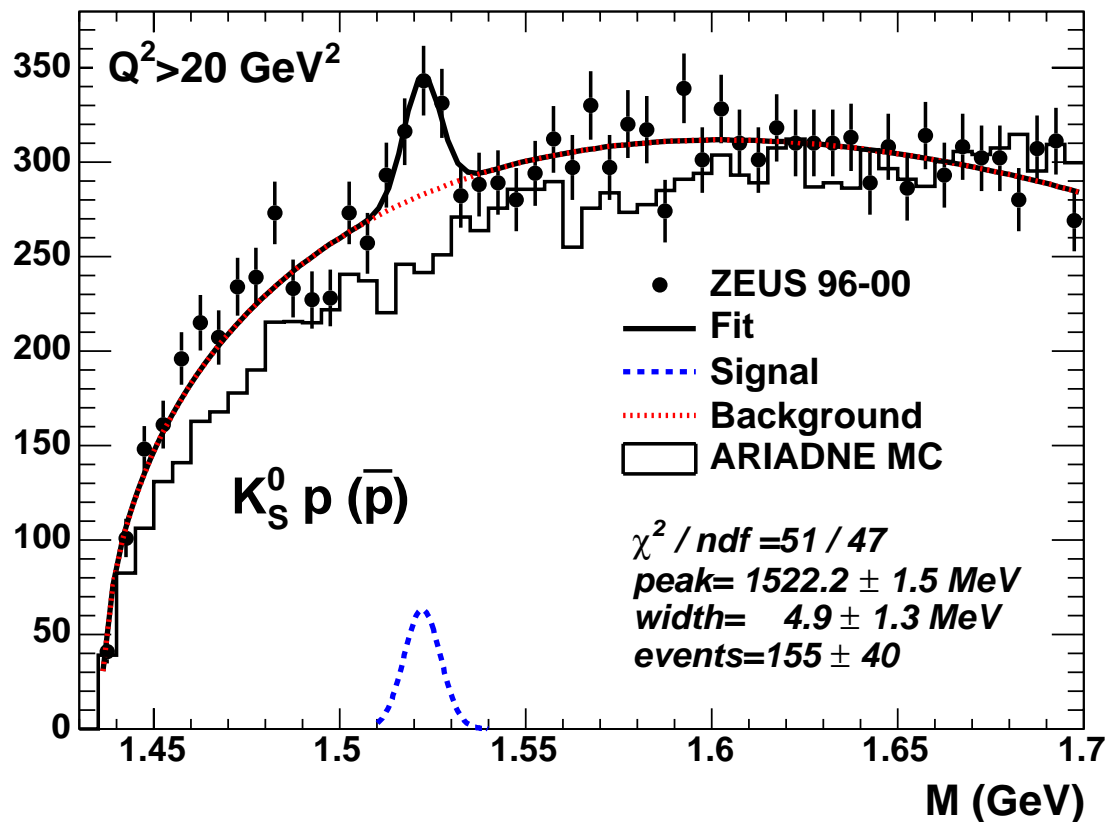 Q²>20 GeV²
350
300
250
200
150
100
50
0
ZEUS 96-00
Fit
Signal
Background
ARIADNE MC
K⁰_S p (p̅)
χ² / ndf =51 / 47
peak= 1522.2 ± 1.5 MeV
width= 4.9 ± 1.3 MeV
events=155 ± 40
1.45 1.5 1.55 1.6 1.65 1.7
M (GeV)